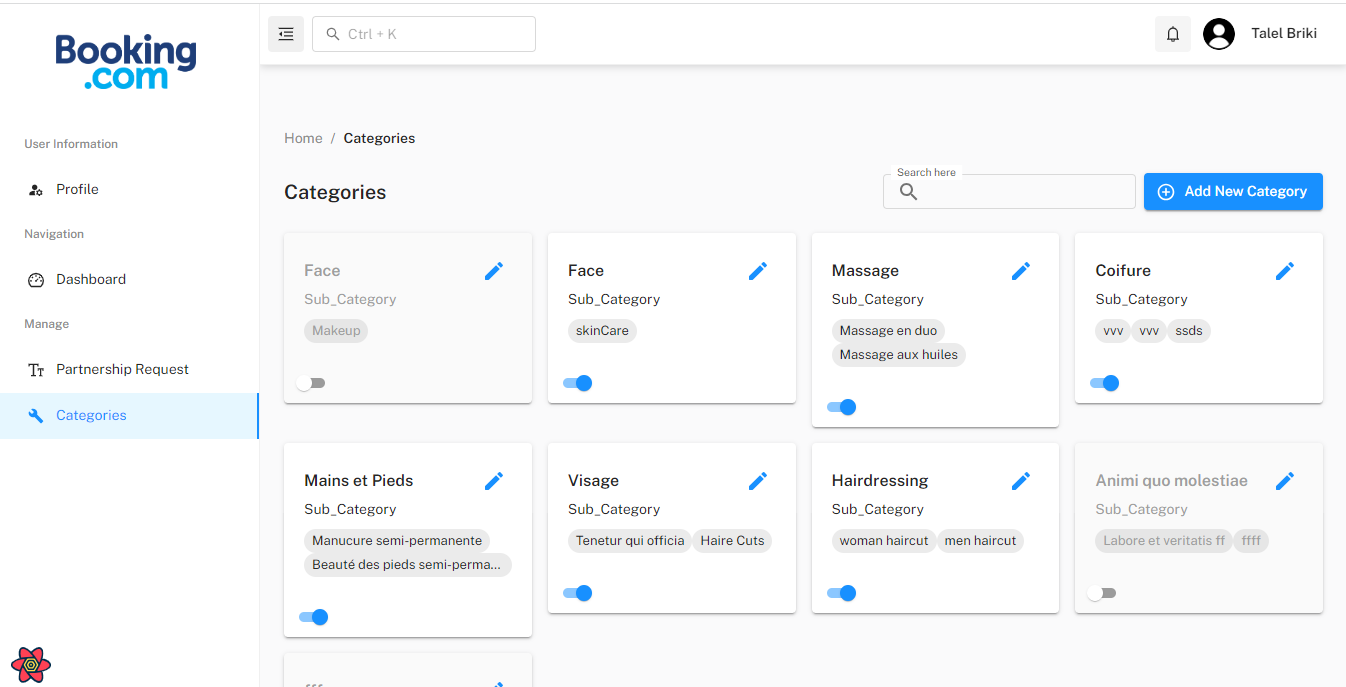 Booking
.com
Ctrl + K
Talel Briki
User Information
Profile
Navigation
Dashboard
Manage
Partnership Request
Categories
Home / Categories
Categories
Search here
Add New Category
Face
Sub_Category
Makeup
Face
Sub_Category
skinCare
Massage
Sub_Category
Massage en duo
Massage aux huiles
Coifure
Sub_Category
vvv vvv ssds
Mains et Pieds
Sub_Category
Manucure semi-permanente
Beauté des pieds semi-perma...
Visage
Sub_Category
Tenetur qui officia Haire Cuts
Hairdressing
Sub_Category
woman haircut men haircut
Animi quo molestiae
Sub_Category
Labore et veritatis ff ffff